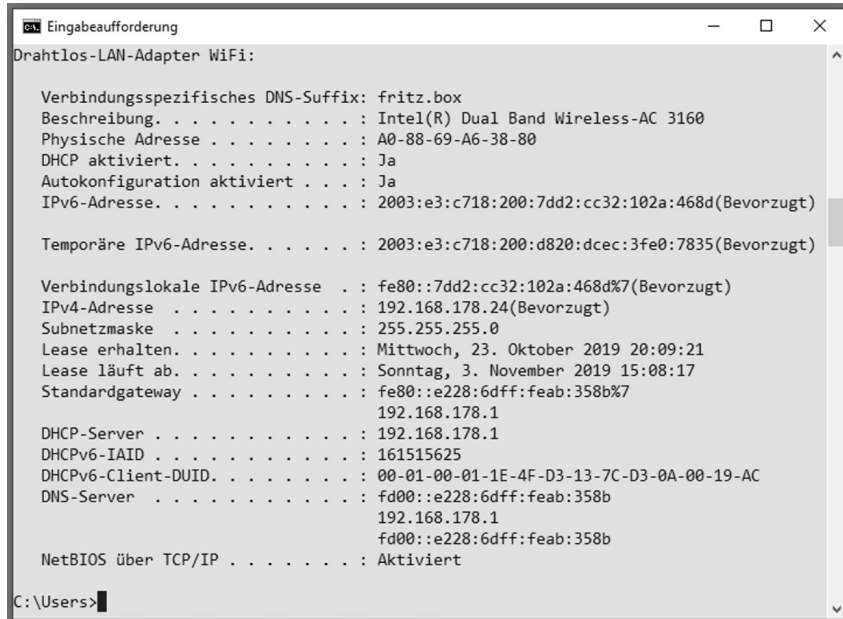 Eingabeaufforderung
Drahtlos-LAN-Adapter WiFi:
Verbindungsspezifisches DNS-Suffix: fritz.box
Beschreibung. . . . . . . . . . . : Intel(R) Dual Band Wireless-AC 3160
Physische Adresse . . . . . . . . : A0-88-69-A6-38-80
DHCP aktiviert. . . . . . . . . . : Ja
Autokonfiguration aktiviert . . . : Ja
IPv6-Adresse. . . . . . . . . . . : 2003:e3:c718:200:7dd2:cc32:102a:468d(Bevorzugt)
Temporäre IPv6-Adresse. . . . . . : 2003:e3:c718:200:d820:dcec:3fe0:7835(Bevorzugt)
Verbindungslokale IPv6-Adresse  . : fe80::7dd2:cc32:102a:468d%7(Bevorzugt)
IPv4-Adresse  . . . . . . . . . . : 192.168.178.24(Bevorzugt)
Subnetzmaske  . . . . . . . . . . : 255.255.255.0
Lease erhalten. . . . . . . . . . : Mittwoch, 23. Oktober 2019 20:09:21
Lease läuft ab. . . . . . . . . . : Sonntag, 3. November 2019 15:08:17
Standardgateway . . . . . . . . . : fe80::e228:6dff:feab:358b%7
192.168.178.1
DHCP-Server . . . . . . . . . . . : 192.168.178.1
DHCPv6-IAID . . . . . . . . . . . : 161515625
DHCPv6-Client-DUID. . . . . . . . : 00-01-00-01-1E-4F-D3-13-7C-D3-0A-00-19-AC
DNS-Server  . . . . . . . . . . . : fd00::e228:6dff:feab:358b
192.168.178.1
fd00::e228:6dff:feab:358b
NetBIOS über TCP/IP . . . . . . . : Aktiviert
C:\Users>